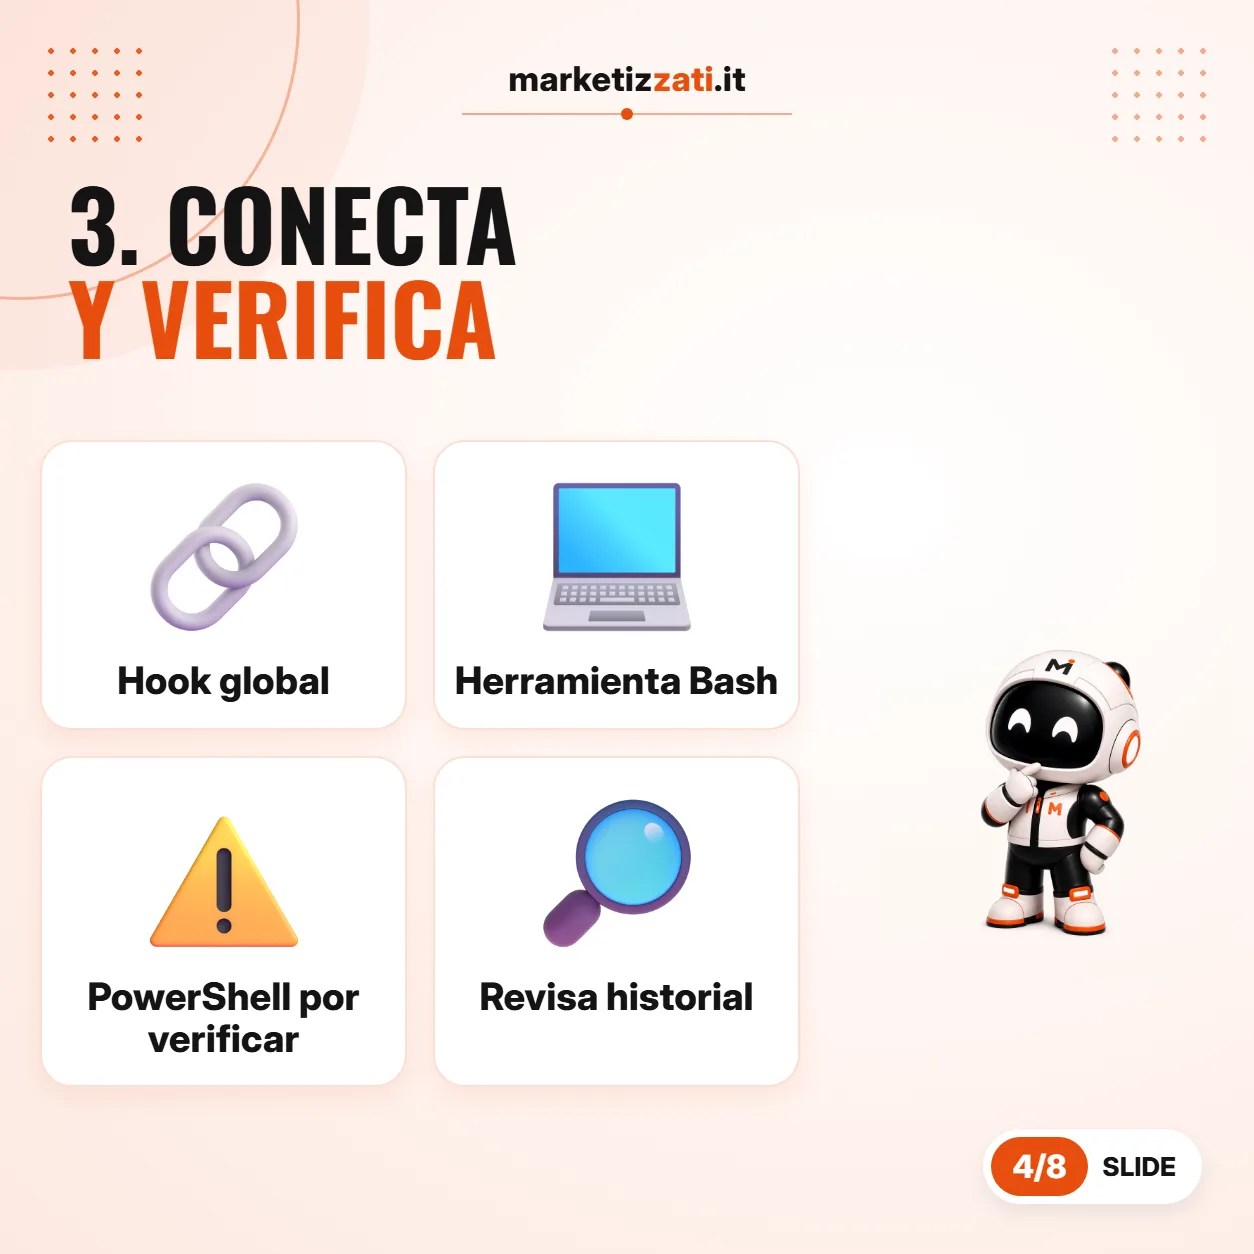 marketizzati.it
3. CONECTA
Y VERIFICA
Hook global
Herramienta Bash
PowerShell por
verificar
Revisa historial
M
M
4/8 SLIDE